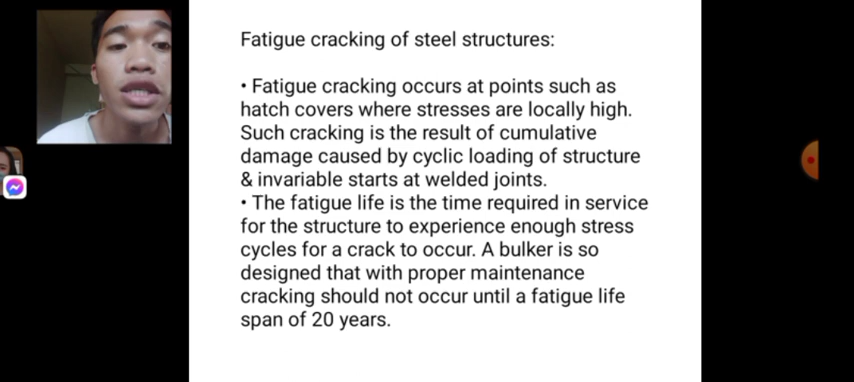 Fatigue cracking of steel structures:
• Fatigue cracking occurs at points such as
hatch covers where stresses are locally high.
Such cracking is the result of cumulative
damage caused by cyclic loading of structure
& invariable starts at welded joints.
• The fatigue life is the time required in service
for the structure to experience enough stress
cycles for a crack to occur. A bulker is so
designed that with proper maintenance
cracking should not occur until a fatigue life
span of 20 years.